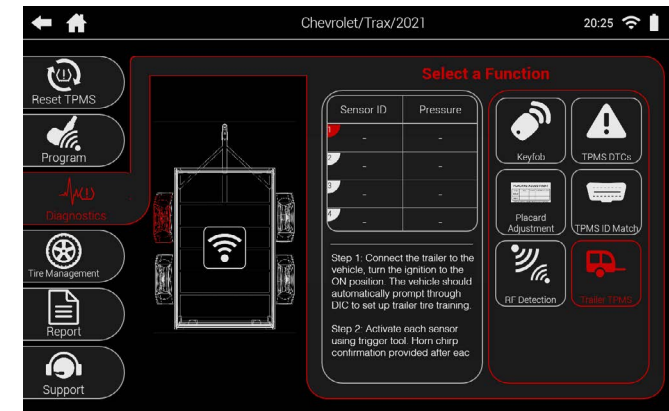 Chevrolet/Trax/2021
20:25
Reset TPMS
Program
Diagnostics
Tire Management
Report
Support
Select a Function
Sensor ID Pressure
1 - -
2 - -
3 - -
4 - -
Step 1: Connect the trailer to the
vehicle, turn the ignition to the
ON position. The vehicle should
automatically prompt through
DIC to set up trailer tire training.
Step 2: Activate each sensor
using trigger tool. Horn chirp
confirmation provided after eac
Keyfob
TPMS DTCs
Placard
Adjustment
TPMS ID Match
RF Detection
Trailer TPMS